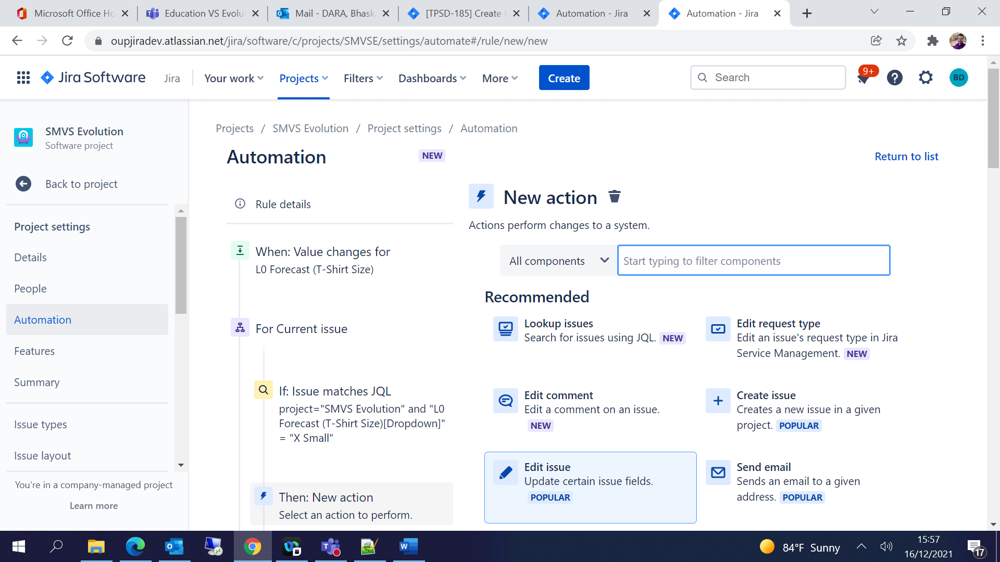 Microsoft Office Ho
Education VS Evolut
Mail - DARA, Bhask
[TPSD-185] Create
Automation - Jira
Automation - Jira
oupjiradev.atlassian.net/jira/software/c/projects/SMVSE/settings/automate#/rule/new/new
Jira Software
Jira
Your work
Projects
Filters
Dashboards
More
Create
Search
9+
BD
SMVS Evolution
Software project
Back to project
Project settings
Details
People
Automation
Features
Summary
Issue types
Issue layout
You're in a company-managed project
Learn more
Projects / SMVS Evolution / Project settings / Automation
Automation
NEW
Return to list
Rule details
When: Value changes for
L0 Forecast (T-Shirt Size)
For Current issue
If: Issue matches JQL
project="SMVS Evolution" and "L0
Forecast (T-Shirt Size)[Dropdown]"
= "X Small"
Then: New action
Select an action to perform.
New action
Actions perform changes to a system.
All components
Start typing to filter components
Recommended
Lookup issues
Search for issues using JQL. NEW
Edit request type
Edit an issue's request type in Jira
Service Management. NEW
Edit comment
Edit a comment on an issue.
NEW
Create issue
Creates a new issue in a given
project. POPULAR
Edit issue
Update certain issue fields.
POPULAR
Send email
Sends an email to a given
address. POPULAR
84°F Sunny
15:57
16/12/2021
17